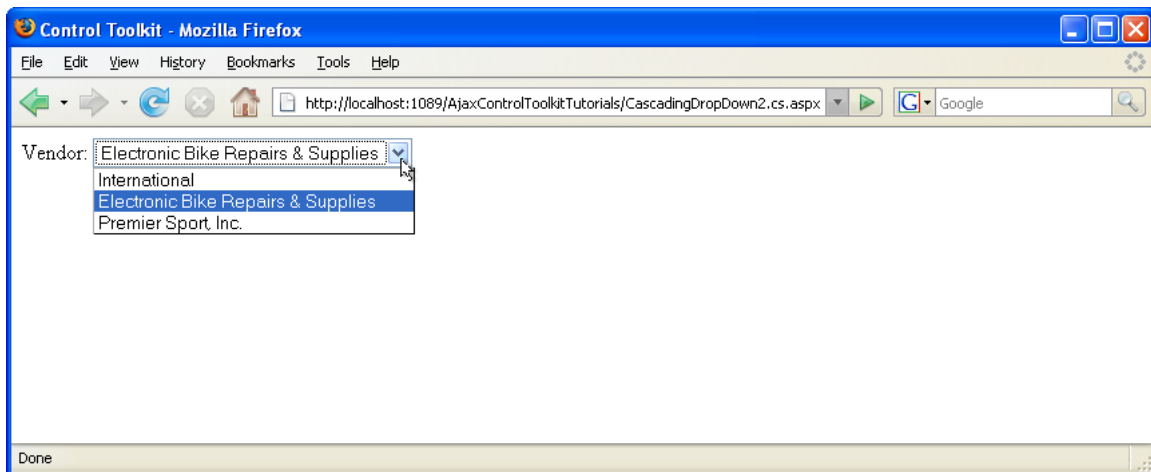 Control Toolkit - Mozilla Firefox
File Edit View History Bookmarks Tools Help
http://localhost:1089/AjaxControlToolkitTutorials/CascadingDropDown2.cs.aspx G Google
Vendor: Electronic Bike Repairs & Supplies
International
Electronic Bike Repairs & Supplies
Premier Sport, Inc.
Done